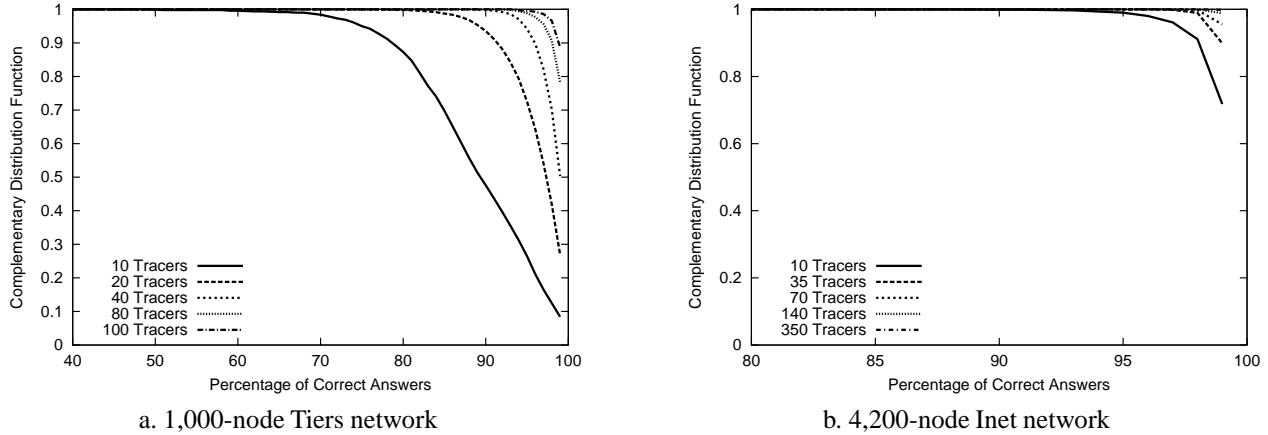 Complementary Distribution Function
1
0.9
0.8
0.7
0.6
0.5
0.4
0.3
0.2
0.1
0
10 Tracers
20 Tracers
40 Tracers
80 Tracers
100 Tracers
40 50 60 70 80 90 100
Percentage of Correct Answers
a. 1,000-node Tiers network
Complementary Distribution Function
1
0.8
0.6
0.4
0.2
0
10 Tracers
35 Tracers
70 Tracers
140 Tracers
350 Tracers
80 85 90 95 100
Percentage of Correct Answers
b. 4,200-node Inet network